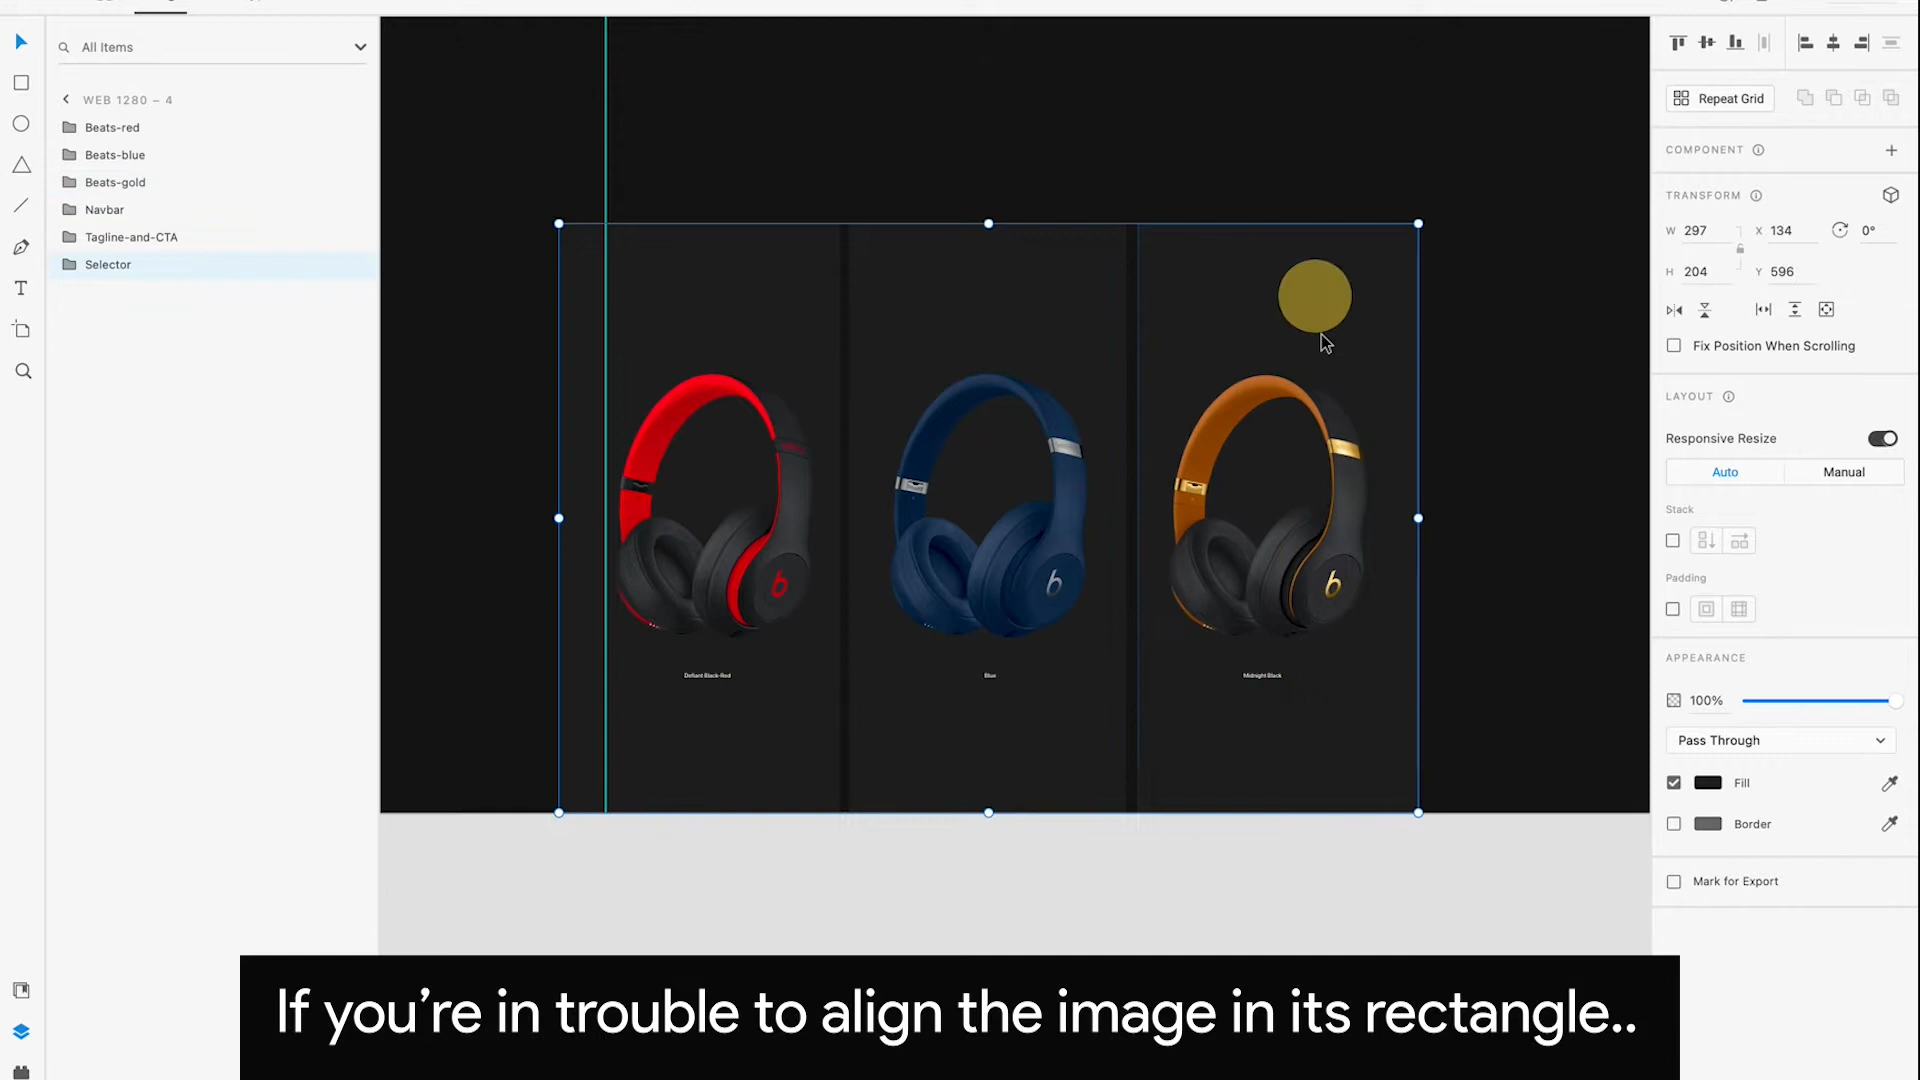 All Items
WEB 1280 – 4
Beats-red
Beats-blue
Beats-gold
Navbar
Tagline-and-CTA
Selector
Defiant Black-Red
Blue
Midnight Black
Repeat Grid
COMPONENT
TRANSFORM
W 297 X 134 0°
H 204 Y 596
Fix Position When Scrolling
LAYOUT
Responsive Resize
Auto Manual
Stack
Padding
APPEARANCE
100%
Pass Through
Fill
Border
Mark for Export
If you’re in trouble to align the image in its rectangle..